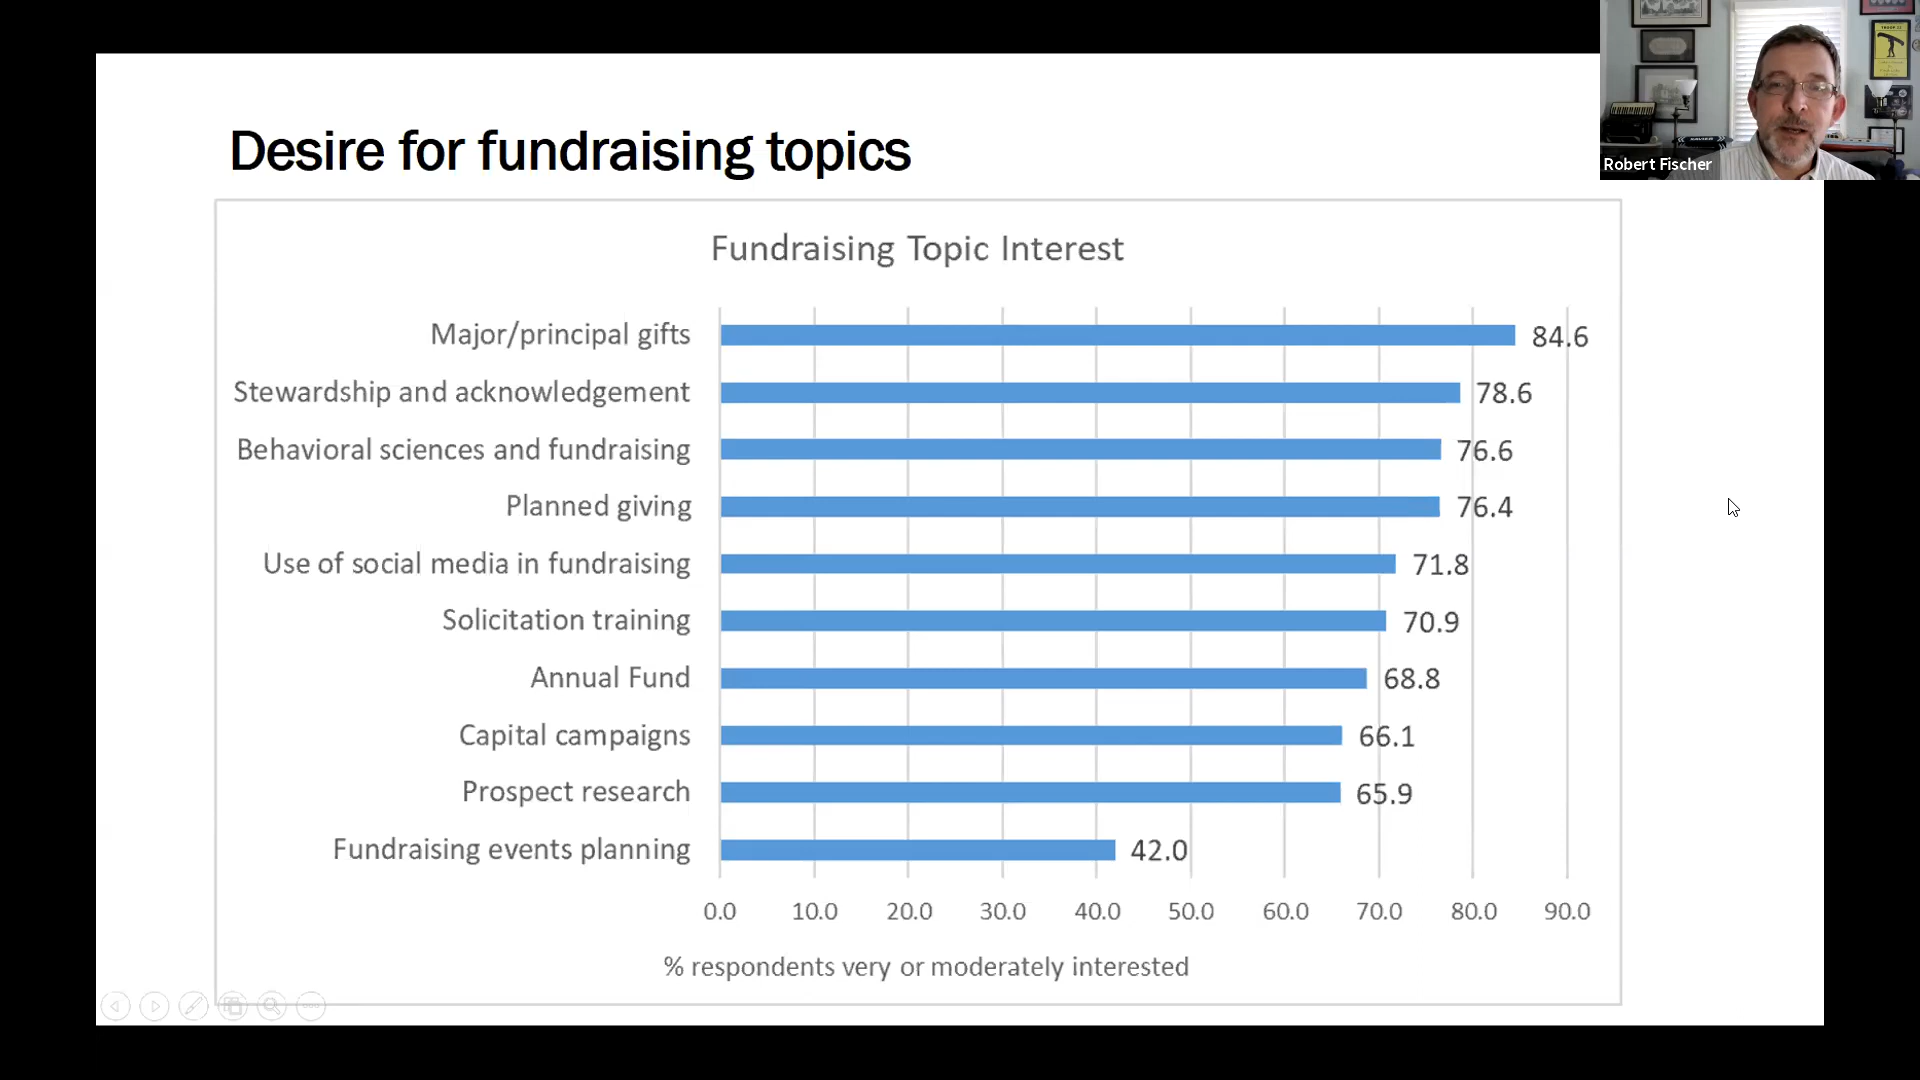 Desire for fundraising topics
Robert Fischer
Fundraising Topic Interest
Major/principal gifts 84.6
Stewardship and acknowledgement 78.6
Behavioral sciences and fundraising 76.6
Planned giving 76.4
Use of social media in fundraising 71.8
Solicitation training 70.9
Annual Fund 68.8
Capital campaigns 66.1
Prospect research 65.9
Fundraising events planning 42.0
0.0 10.0 20.0 30.0 40.0 50.0 60.0 70.0 80.0 90.0
% respondents very or moderately interested